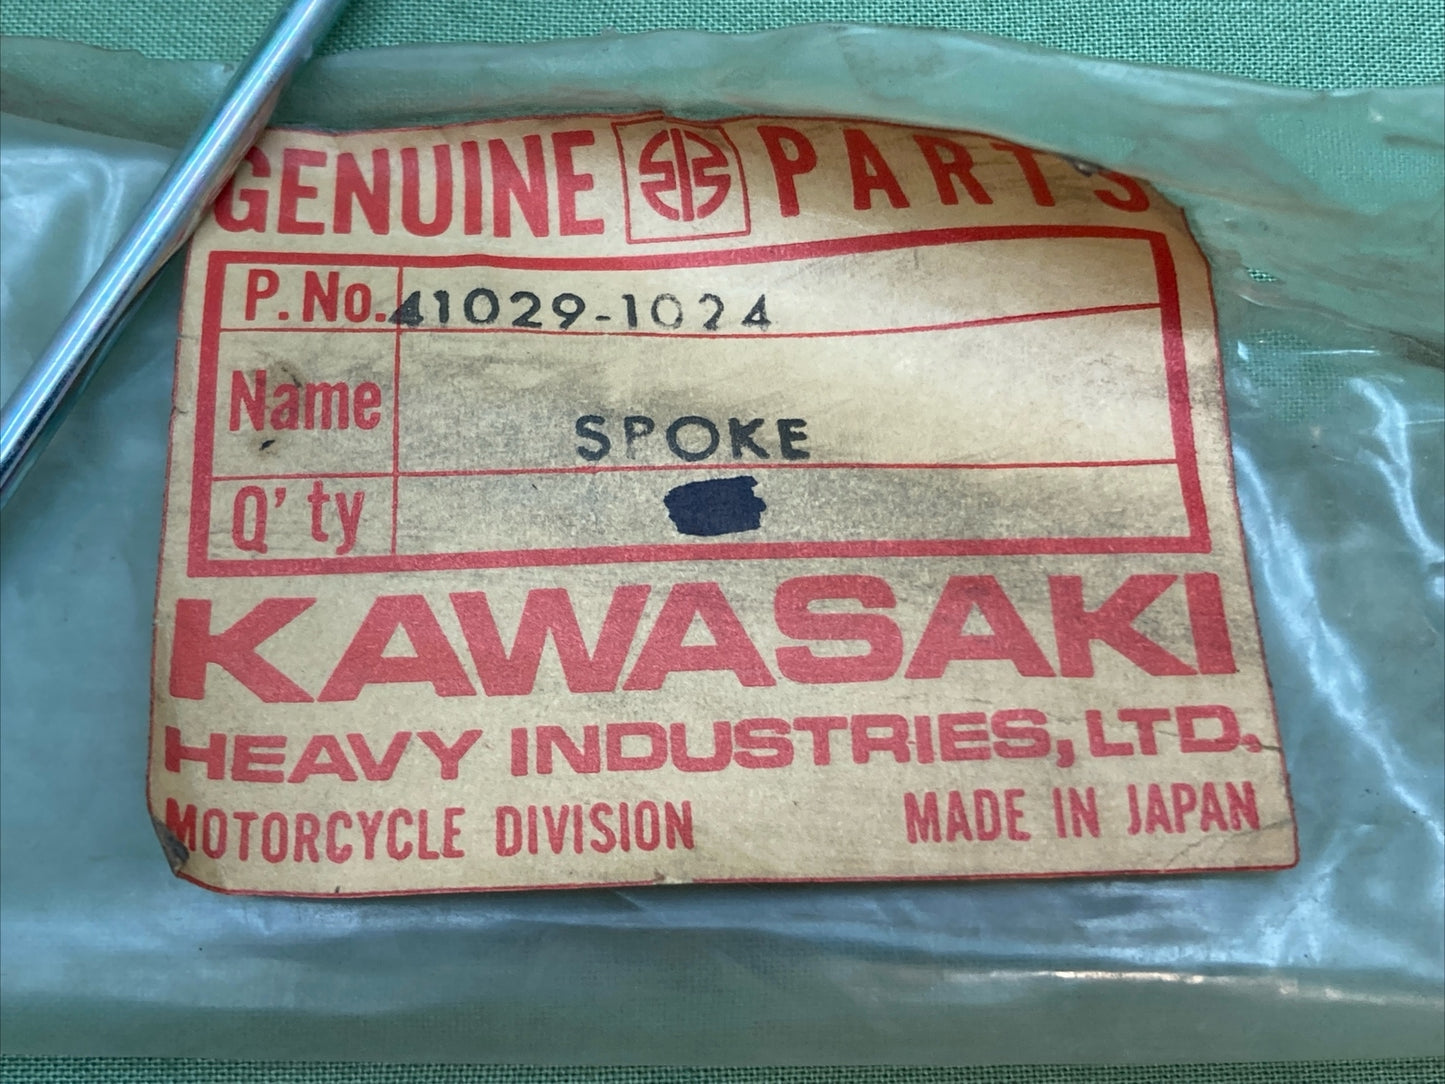 GENUINE PARTS
P. No. 41029-1024
Name SPOKE
Q'ty
KAWASAKI
HEAVY INDUSTRIES, LTD.
MOTORCYCLE DIVISION MADE IN JAPAN